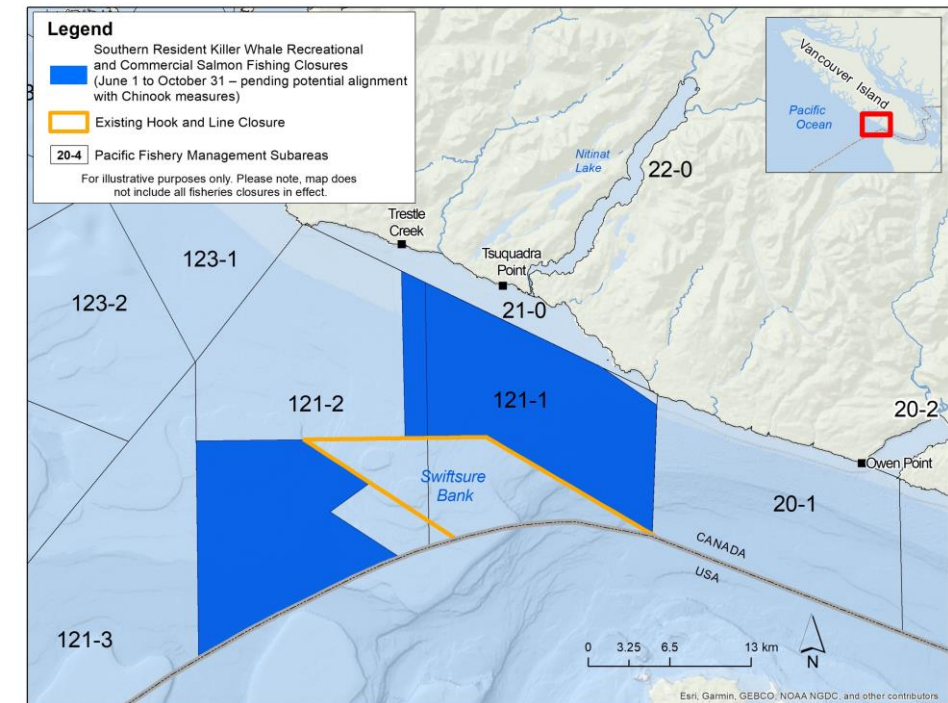 Legend
Southern Resident Killer Whale Recreational
and Commercial Salmon Fishing Closures
(June 1 to October 31 – pending potential alignment
with Chinook measures)
Existing Hook and Line Closure
20-4 Pacific Fishery Management Subareas
For illustrative purposes only. Please note, map does
not include all fisheries closures in effect.
Vancouver Island
Pacific
Ocean
Nitinat
Lake
22-0
Trestle
Creek
123-1
Tsuquadra
Point
123-2
21-0
121-2
121-1
20-2
Owen Point
Swiftsure
Bank
20-1
CANADA
USA
121-3
0 3.25 6.5 13 km
N
Esri, Garmin, GEBCO, NOAA NGDC, and other contributors